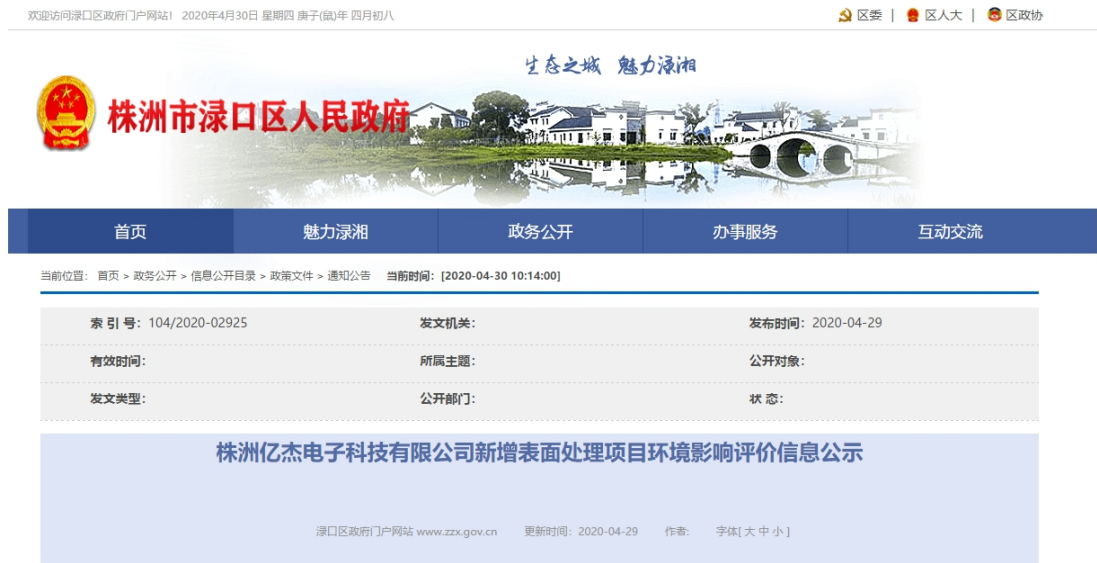 欢迎访问渌口区政府门户网站! 2020年4月30日 星期四 庚子(鼠)年 四月初八
区委 | 区人大 | 区政协
生态之城 魅力渌湘
株洲市渌口区人民政府
首页 魅力渌湘 政务公开 办事服务 互动交流
当前位置: 首页 > 政务公开 > 信息公开目录 > 政策文件 > 通知公告 当前时间: [2020-04-30 10:14:00]
索 引 号: 104/2020-02925 发文机关: 发布时间: 2020-04-29
有效时间: 所属主题: 公开对象:
发文类型: 公开部门: 状 态:
株洲亿杰电子科技有限公司新增表面处理项目环境影响评价信息公示
渌口区政府门户网站 www.zzx.gov.cn 更新时间: 2020-04-29 作者: 字体[ 大 中 小 ]